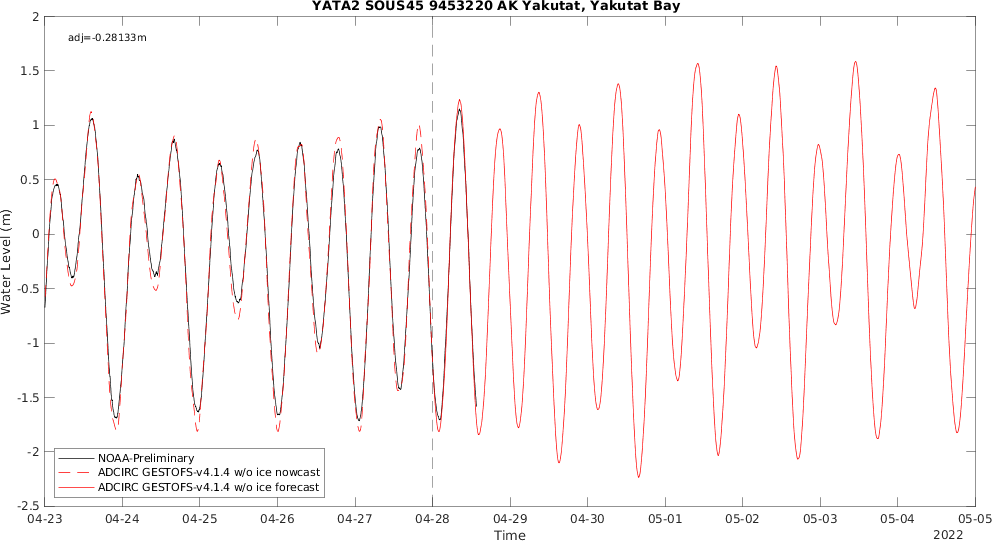 YATA2 SOUS45 9453220 AK Yakutat, Yakutat Bay
adj=-0.28133m
2
1.5
1
0.5
0
-0.5
-1
-1.5
-2
-2.5
Water Level (m)
NOAA-Preliminary
ADCIRC GESTOFS-v4.1.4 w/o ice nowcast
ADCIRC GESTOFS-v4.1.4 w/o ice forecast
04-23 04-24 04-25 04-26 04-27 04-28 04-29 04-30 05-01 05-02 05-03 05-04 05-05
Time
2022